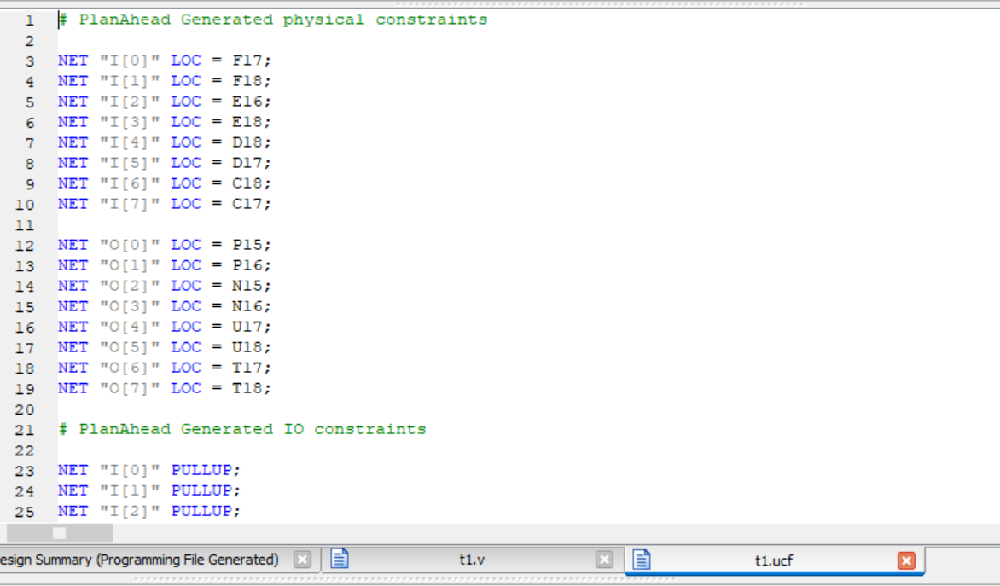 1 # PlanAhead Generated physical constraints
2
3 NET "I[0]" LOC = F17;
4 NET "I[1]" LOC = F18;
5 NET "I[2]" LOC = E16;
6 NET "I[3]" LOC = E18;
7 NET "I[4]" LOC = D18;
8 NET "I[5]" LOC = D17;
9 NET "I[6]" LOC = C18;
10 NET "I[7]" LOC = C17;
11
12 NET "O[0]" LOC = P15;
13 NET "O[1]" LOC = P16;
14 NET "O[2]" LOC = N15;
15 NET "O[3]" LOC = N16;
16 NET "O[4]" LOC = U17;
17 NET "O[5]" LOC = U18;
18 NET "O[6]" LOC = T17;
19 NET "O[7]" LOC = T18;
20
21 # PlanAhead Generated IO constraints
22
23 NET "I[0]" PULLUP;
24 NET "I[1]" PULLUP;
25 NET "I[2]" PULLUP;
esign Summary (Programming File Generated) t1.v t1.ucf